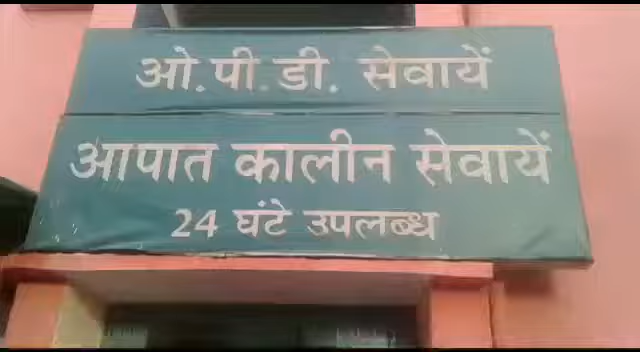 ओ.पी.डी. सेवायें
आपात कालीन सेवायें
24 घंटे उपलब्ध